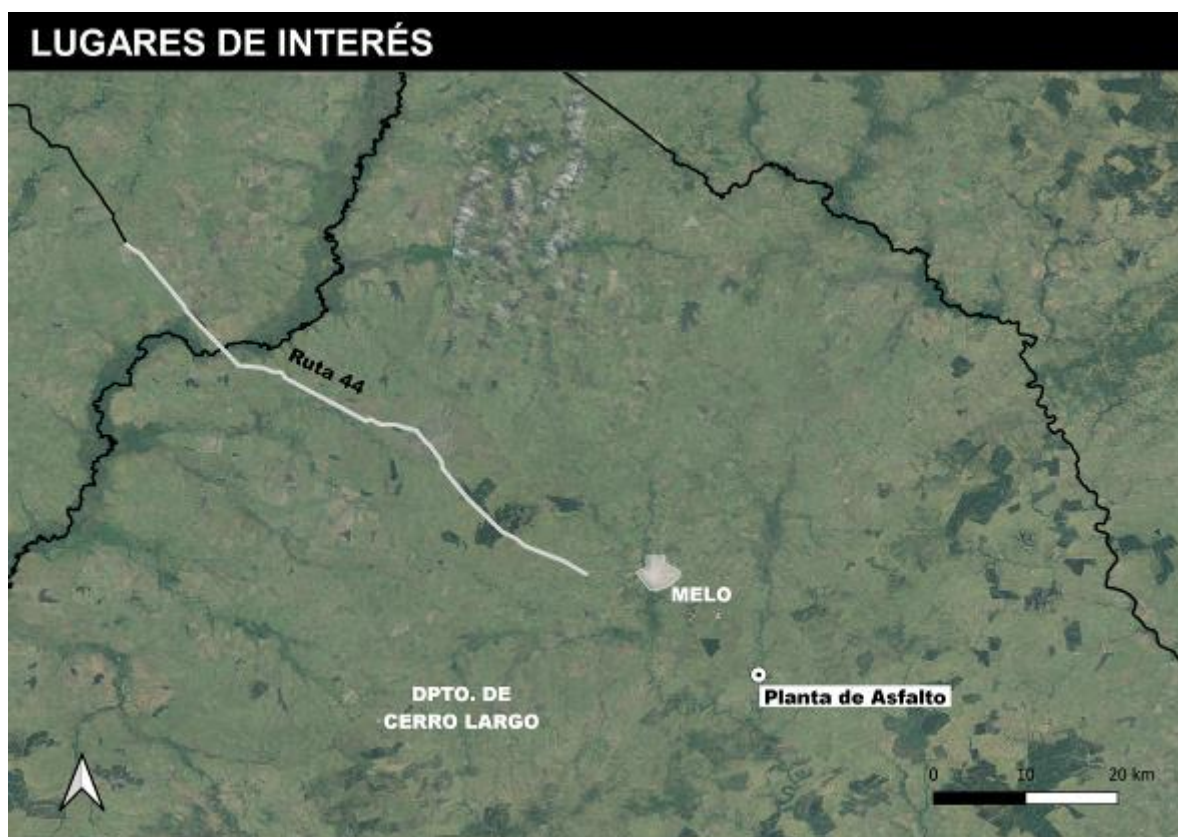 LUGARES DE INTERÉS
Ruta 44
MELO
Planta de Asfalto
DPTO. DE
CERRO LARGO
0 10 20 km